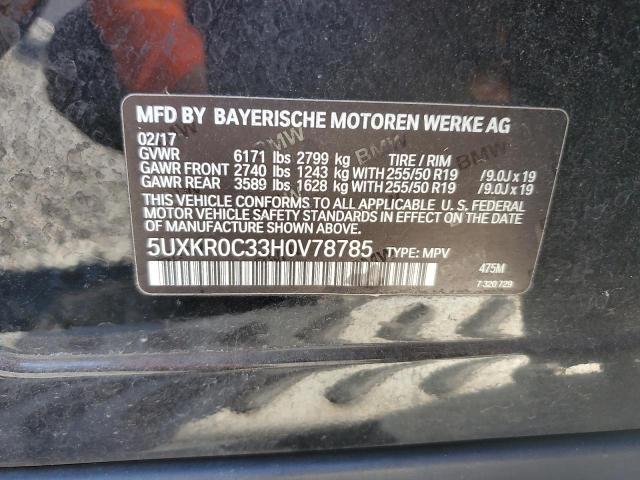 MFD BY BAYERISCHE MOTOREN WERKE AG
02/17
GVWR 6171 lbs 2799 kg TIRE / RIM
GAWR FRONT 2740 lbs 1243 kg WITH 255/50 R19 /9.0J x 19
GAWR REAR 3589 lbs 1628 kg WITH 255/50 R19 /9.0J x 19
THIS VEHICLE CONFORMS TO ALL APPLICABLE U. S. FEDERAL
MOTOR VEHICLE SAFETY STANDARDS IN EFFECT ON THE DATE OF
MANUFACTURE SHOWN ABOVE.
5UXKR0C33H0V78785 TYPE: MPV
475M
7 320 729